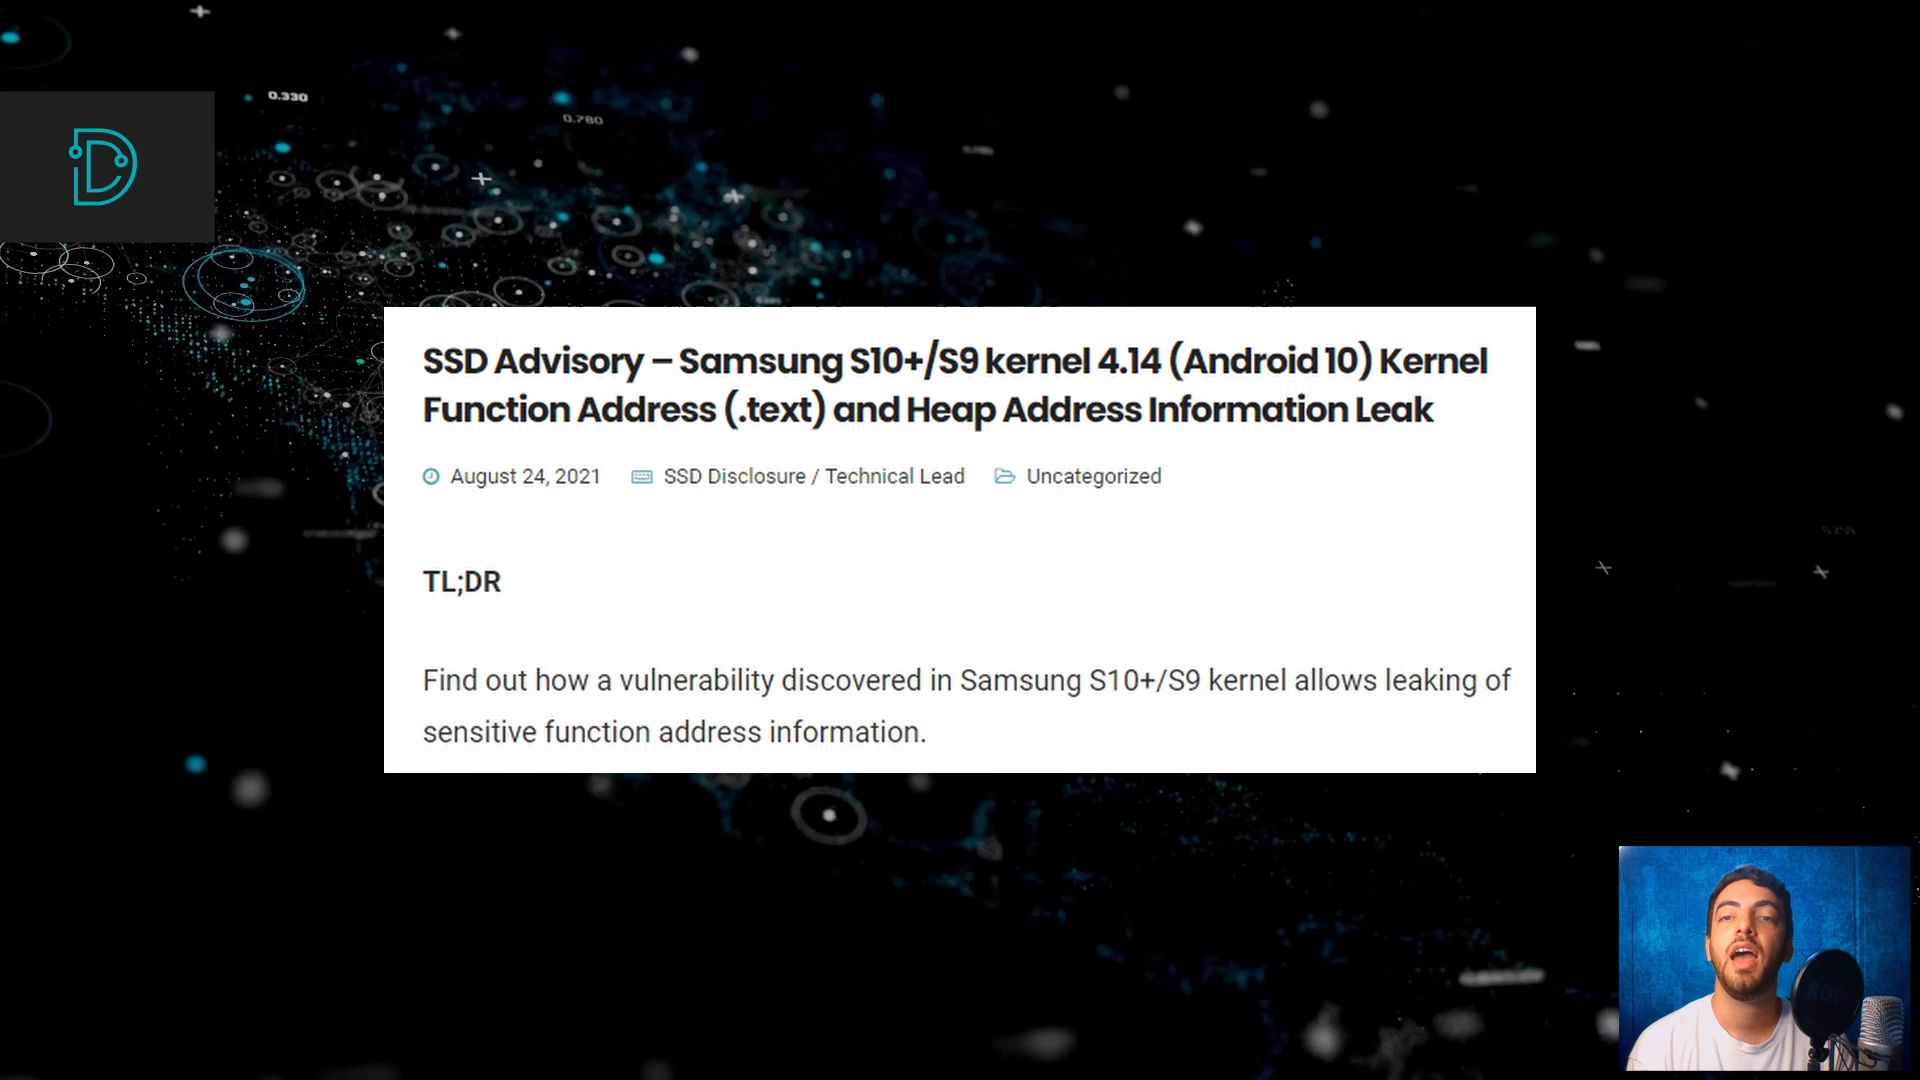 0.330
0.780
SSD Advisory – Samsung S10+/S9 kernel 4.14 (Android 10) Kernel
Function Address (.text) and Heap Address Information Leak
August 24, 2021 SSD Disclosure / Technical Lead Uncategorized
TL;DR
Find out how a vulnerability discovered in Samsung S10+/S9 kernel allows leaking of
sensitive function address information.